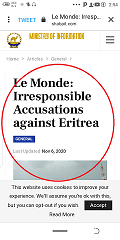 2:54
TWEET
Le Monde: Irresp...
shabait.com
MINISTRY OF INFORMATION
Home > Articles > General >
Le Monde:
Irresponsible
Accusations
against Eritrea
GENERAL
Last Updated Nov 6, 2020
This website uses cookies to improve your
experience. We'll assume you're ok with this,
but you can opt-out if you wish. Accept
Read More